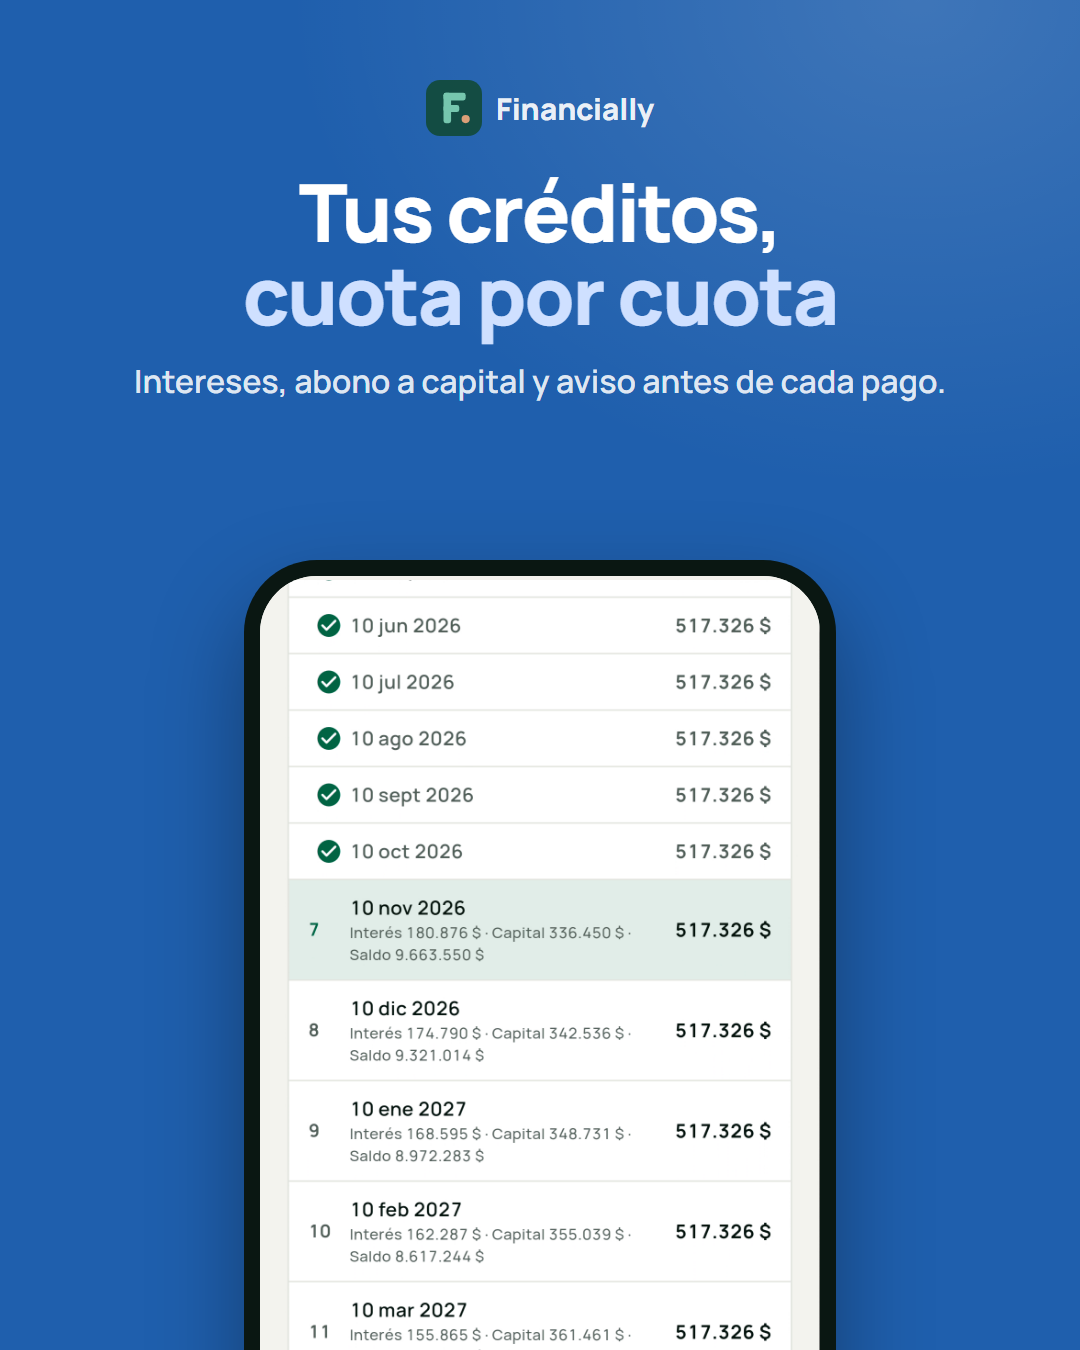 F.
Financially
Tus créditos,
cuota por cuota
Intereses, abono a capital y aviso antes de cada pago.
10 jun 2026 517.326 $
10 jul 2026 517.326 $
10 ago 2026 517.326 $
10 sept 2026 517.326 $
10 oct 2026 517.326 $
10 nov 2026
7 Interés 180.876 $ · Capital 336.450 $ · 517.326 $
Saldo 9.663.550 $
10 dic 2026
8 Interés 174.790 $ · Capital 342.536 $ · 517.326 $
Saldo 9.321.014 $
10 ene 2027
9 Interés 168.595 $ · Capital 348.731 $ · 517.326 $
Saldo 8.972.283 $
10 feb 2027
10 Interés 162.287 $ · Capital 355.039 $ · 517.326 $
Saldo 8.617.244 $
10 mar 2027
11 Interés 155.865 $ · Capital 361.461 $ · 517.326 $